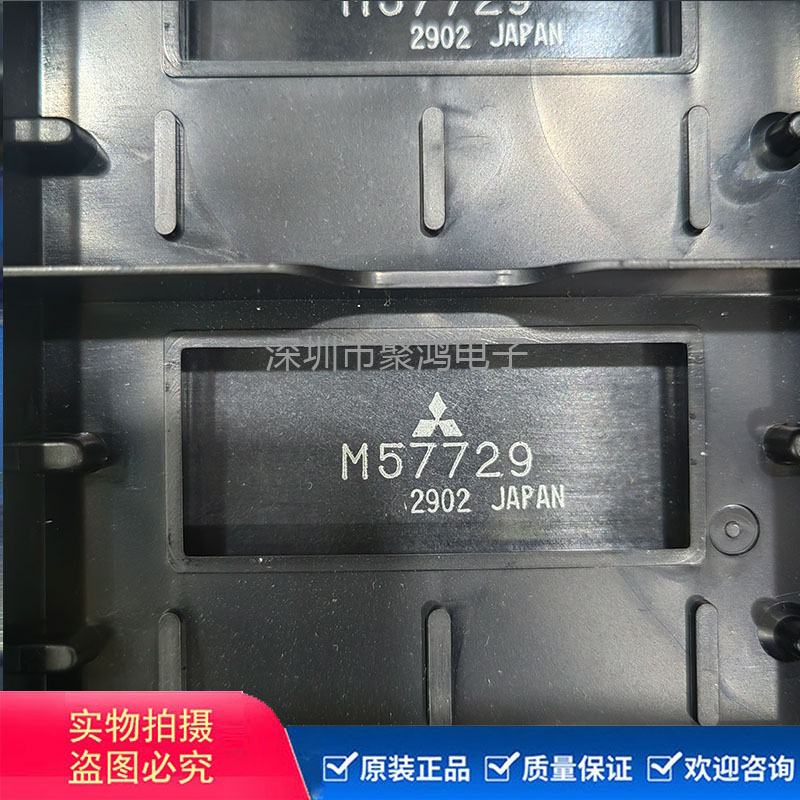 M57729
2902 JAPAN
深圳市聚鸿电子
M57729
2902 JAPAN
实物拍摄
盗图必究
原装正品 质量保证 欢迎咨询